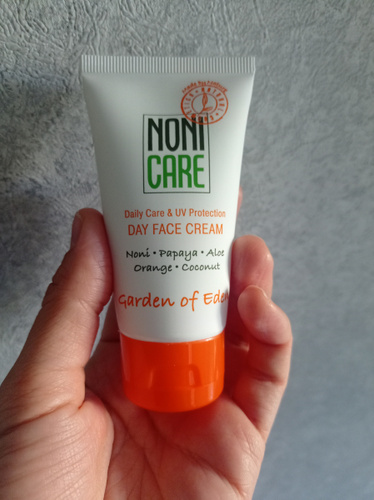 NONI
CARE
Daily Care & UV Protection
DAY FACE CREAM
Noni • Papaya • Aloe
Orange • Coconut
Garden of Eden